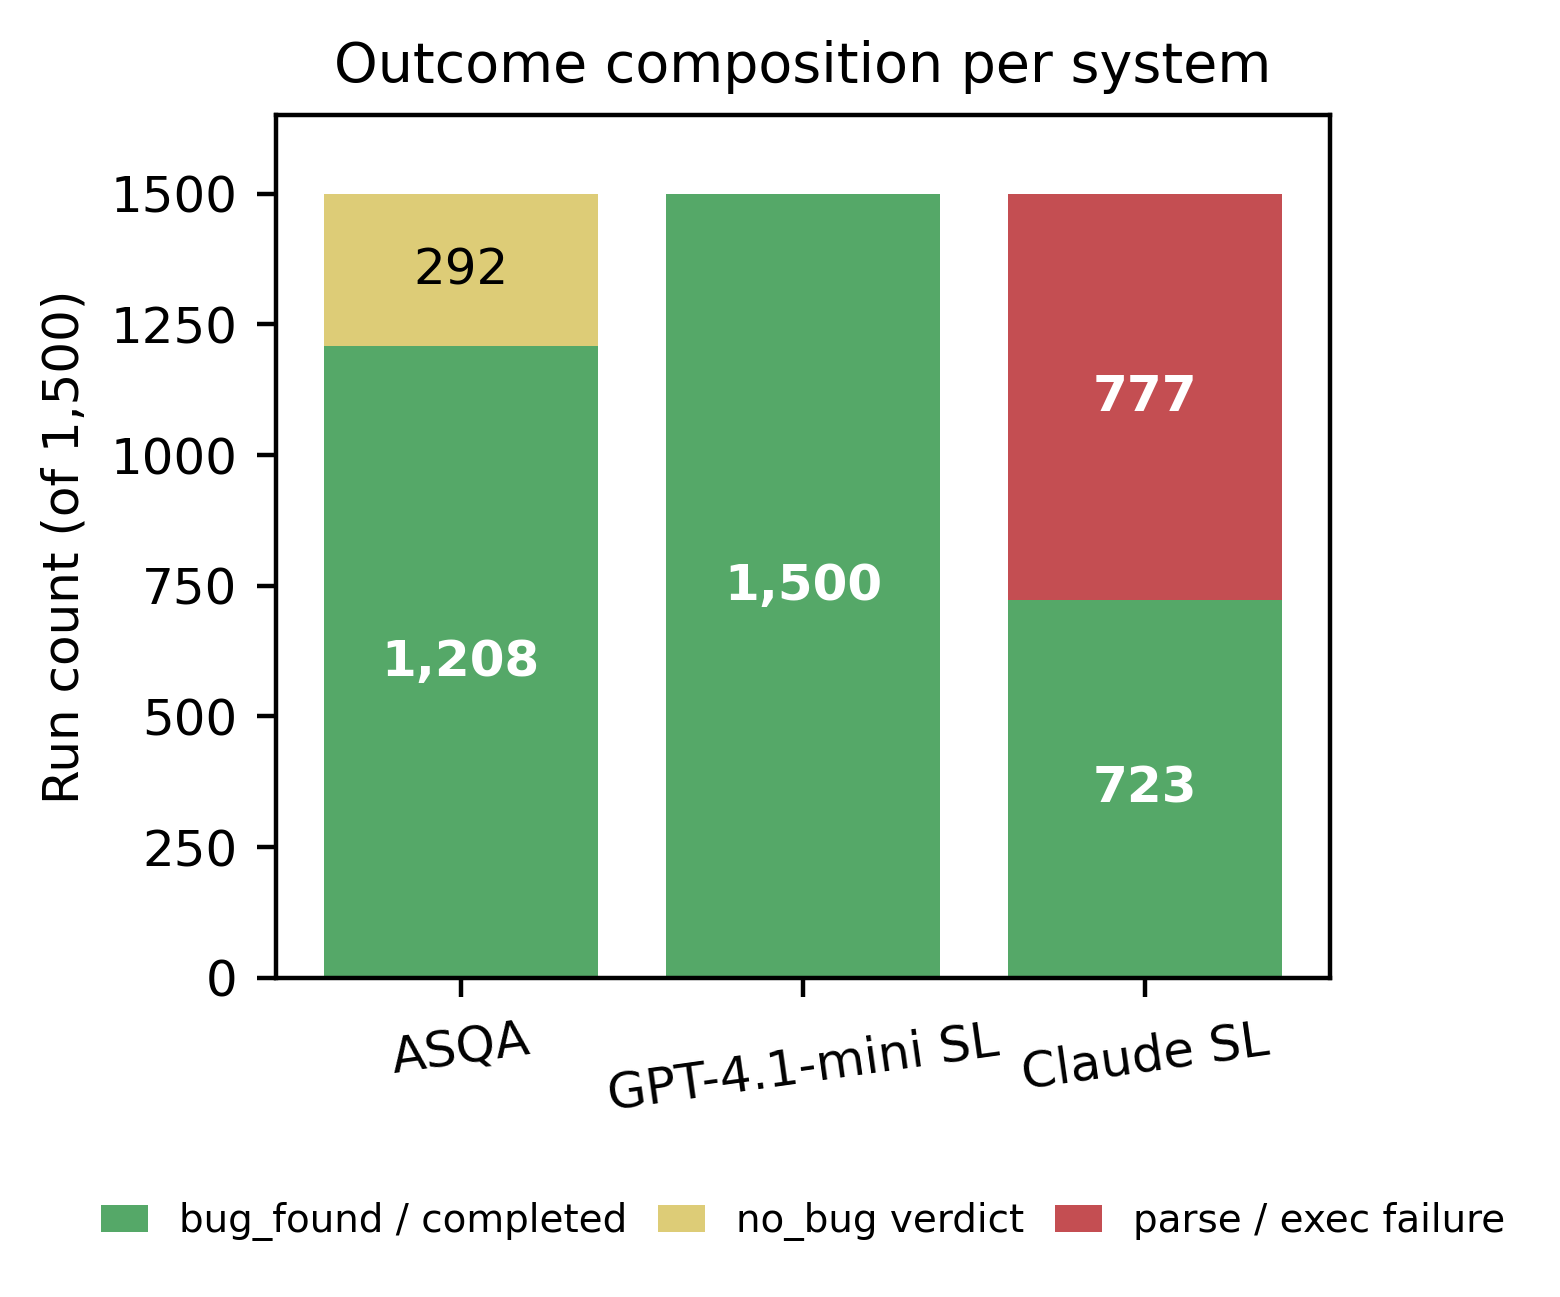 Outcome composition per system
Run count (of 1,500)
1500
1250
1000
750
500
250
0
292
1,208
1,500
777
723
ASQA
GPT-4.1-mini SL
Claude SL
bug_found / completed
no_bug verdict
parse / exec failure